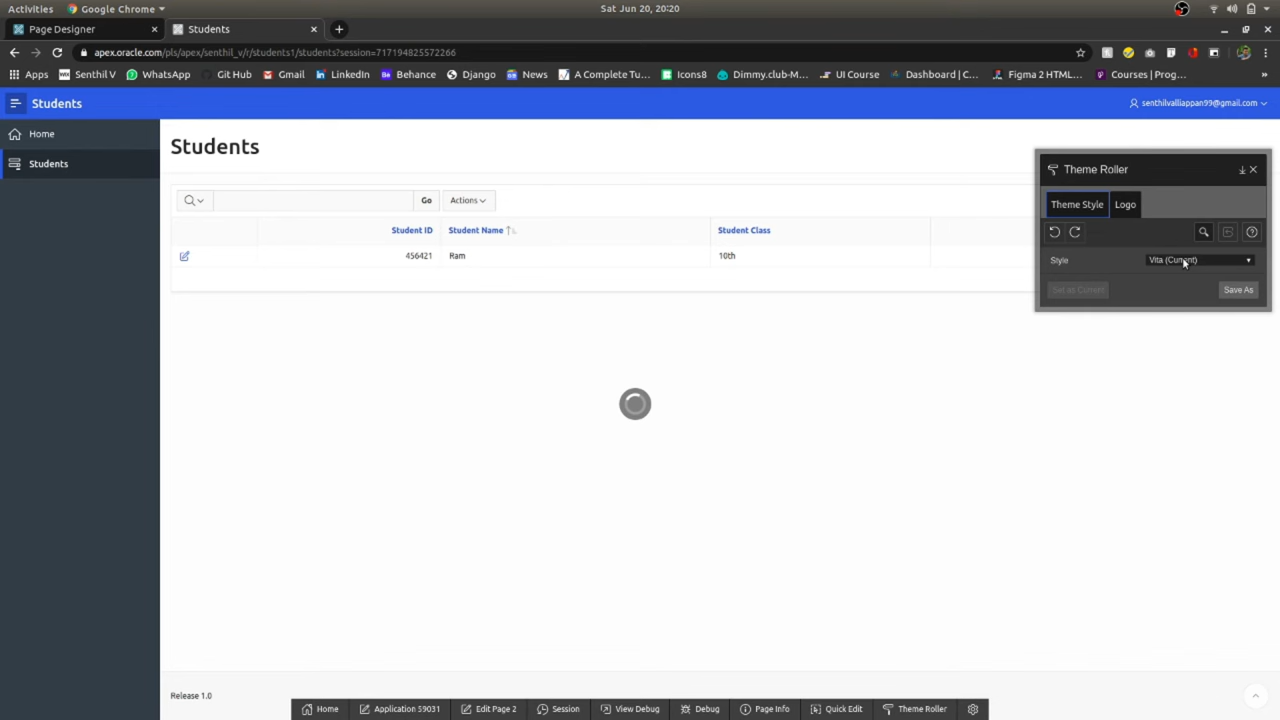 Activities Google Chrome Sat Jun 20, 20:20
Page Designer Students
apex.oracle.com/pls/apex/senthil_v/r/students1/students?session=717194825572266
Apps Senthil V WhatsApp Git Hub Gmail LinkedIn Behance Django News A Complete Tu... Icons8 Dimmy.club-M... UI Course Dashboard | C... Figma 2 HTML... Courses | Prog...
Students senthilvalliappan99@gmail.com
Home
Students
Students
Theme Roller
Theme Style Logo
Go Actions
Student ID Student Name Student Class
456421 Ram 10th
Style Vita (Current)
Set as Current Save As
Release 1.0
Home Application 59031 Edit Page 2 Session View Debug Debug Page Info Quick Edit Theme Roller